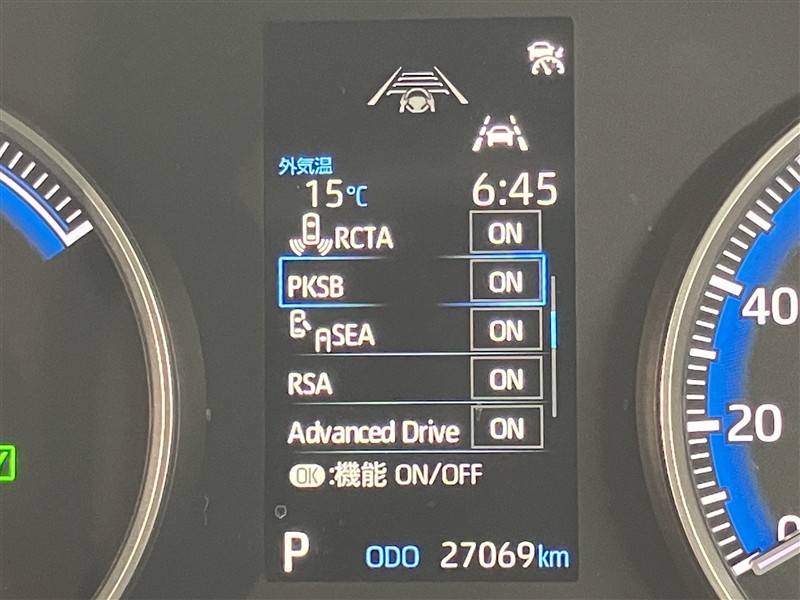 外気温
15℃ 6:45
RCTA ON
PKSB ON
SEA ON
RSA ON
Advanced Drive ON
OK:機能 ON/OFF
P ODO 27069km
40
20
0